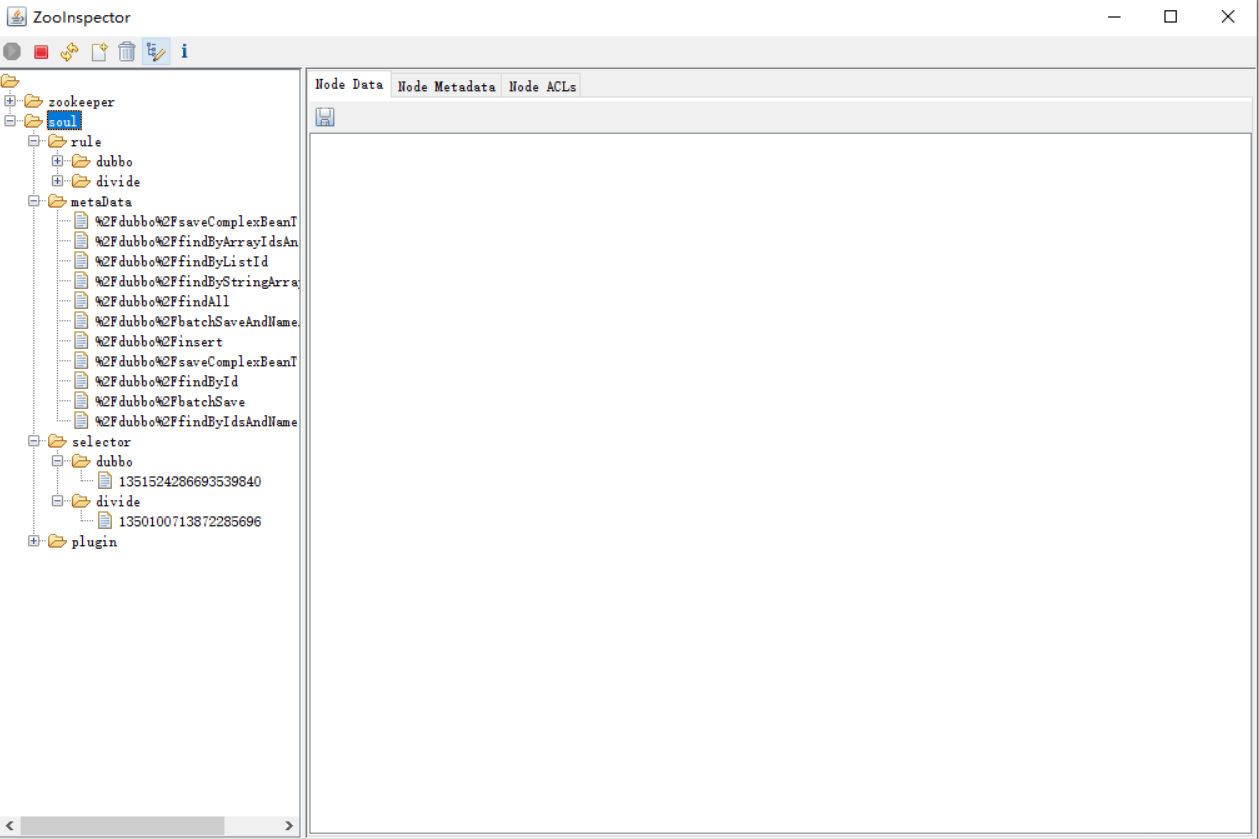 ZooInspector
Node Data
Node Metadata
Node ACLs
zookeeper
soul
rule
dubbo
divide
metaData
%2Fdubbo%2FsaveComplexBeanT
%2Fdubbo%2FfindByArrayIdsAn
%2Fdubbo%2FfindByListId
%2Fdubbo%2FfindByStringArra
%2Fdubbo%2FfindAll
%2Fdubbo%2FbatchSaveAndName
%2Fdubbo%2Finsert
%2Fdubbo%2FsaveComplexBeanT
%2Fdubbo%2FfindById
%2Fdubbo%2FbatchSave
%2Fdubbo%2FfindByIdsAndName
selector
dubbo
1351524286693539840
divide
1350100713872285696
plugin